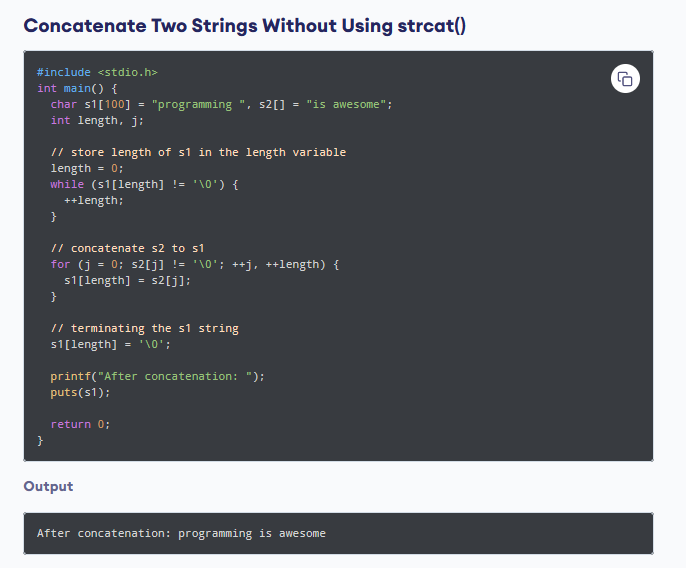 Concatenate Two Strings Without Using strcat()
#include <stdio.h>
int main() {
  char s1[100] = "programming ", s2[] = "is awesome";
  int length, j;

  // store length of s1 in the length variable
  length = 0;
  while (s1[length] != '\0') {
    ++length;
  }

  // concatenate s2 to s1
  for (j = 0; s2[j] != '\0'; ++j, ++length) {
    s1[length] = s2[j];
  }

  // terminating the s1 string
  s1[length] = '\0';

  printf("After concatenation: ");
  puts(s1);

  return 0;
}
Output
After concatenation: programming is awesome